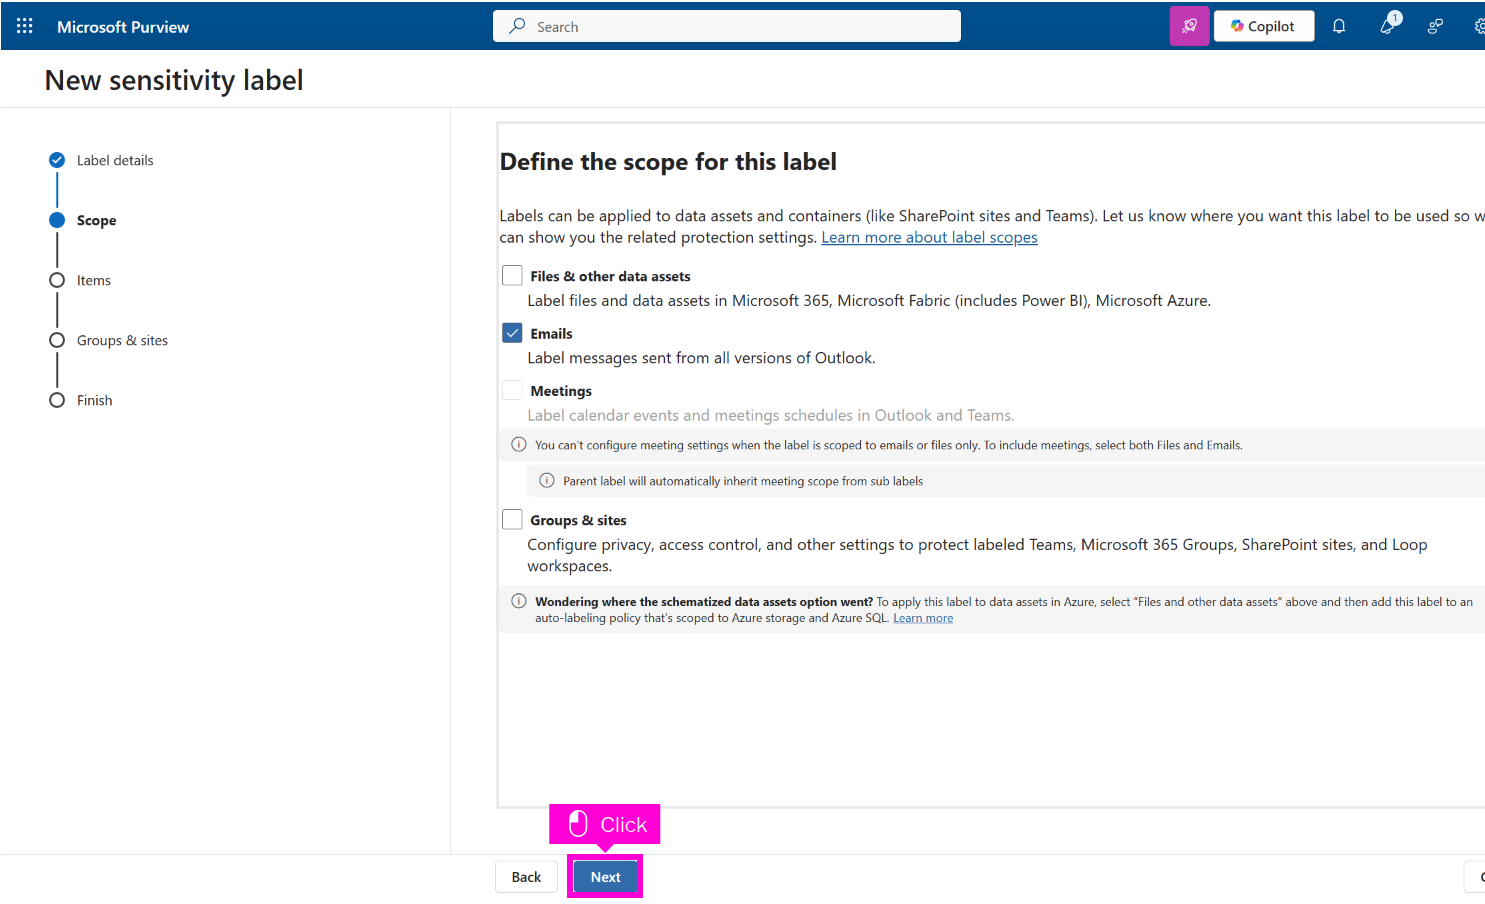 Microsoft Purview
Search
Copilot
1
New sensitivity label
Label details
Scope
Items
Groups & sites
Finish
Define the scope for this label
Labels can be applied to data assets and containers (like SharePoint sites and Teams). Let us know where you want this label to be used so
can show you the related protection settings. Learn more about label scopes
Files & other data assets
Label files and data assets in Microsoft 365, Microsoft Fabric (includes Power BI), Microsoft Azure.
Emails
Label messages sent from all versions of Outlook.
Meetings
Label calendar events and meetings schedules in Outlook and Teams.
You can't configure meeting settings when the label is scoped to emails or files only. To include meetings, select both Files and Emails.
Parent label will automatically inherit meeting scope from sub labels
Groups & sites
Configure privacy, access control, and other settings to protect labeled Teams, Microsoft 365 Groups, SharePoint sites, and Loop
workspaces.
Wondering where the schematized data assets option went? To apply this label to data assets in Azure, select "Files and other data assets" above and then add this label to an
auto-labeling policy that's scoped to Azure storage and Azure SQL. Learn more
Click
Back
Next